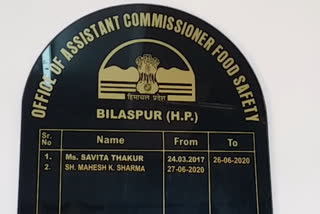 OFFICE OF ASSISTANT COMMISSIONER FOOD SAFETY
हिमाचल प्रदेश
BILASPUR (H.P.)
Sr. No Name From To
1. Ms. SAVITA THAKUR 24.03.2017 26-06-2020
2. SH. MAHESH K. SHARMA 27-06-2020